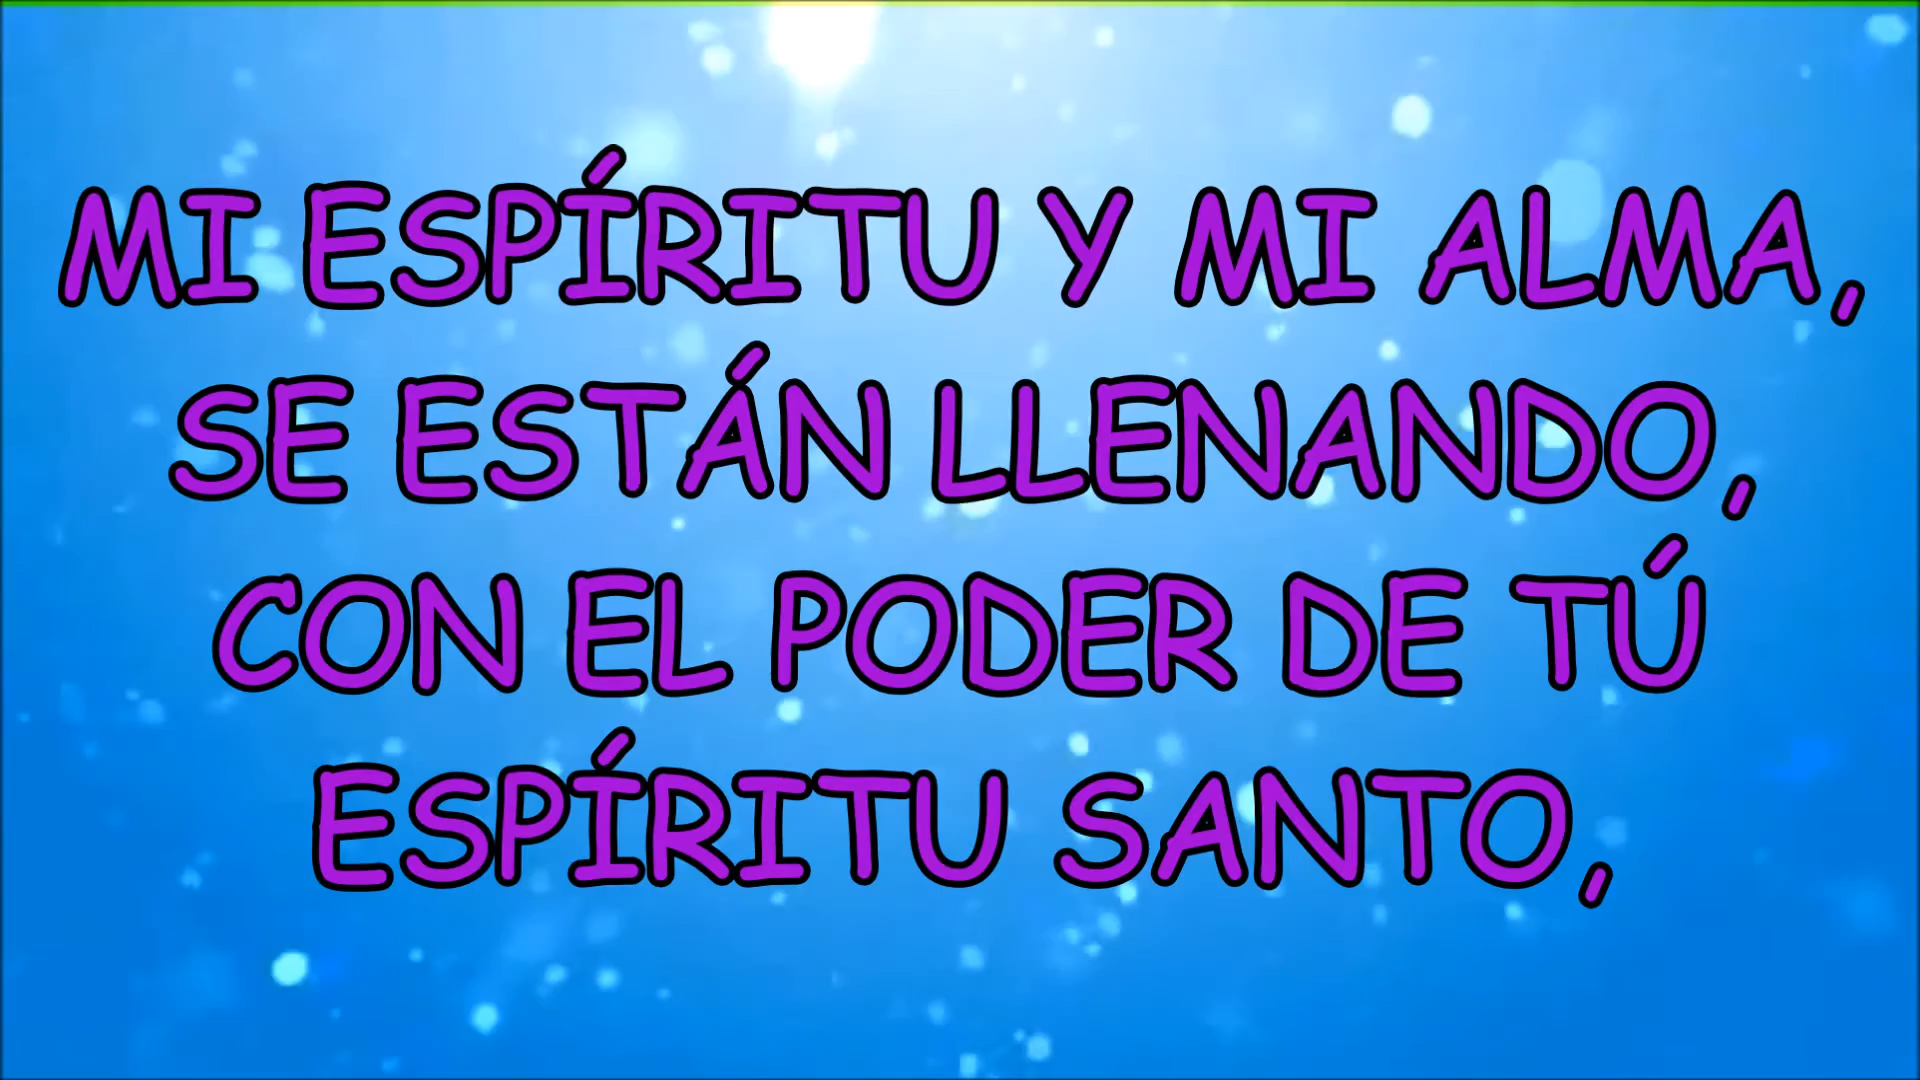 MI ESPÍRITU Y MI ALMA,
SE ESTÁN LLENANDO,
CON EL PODER DE TÚ
ESPÍRITU SANTO,